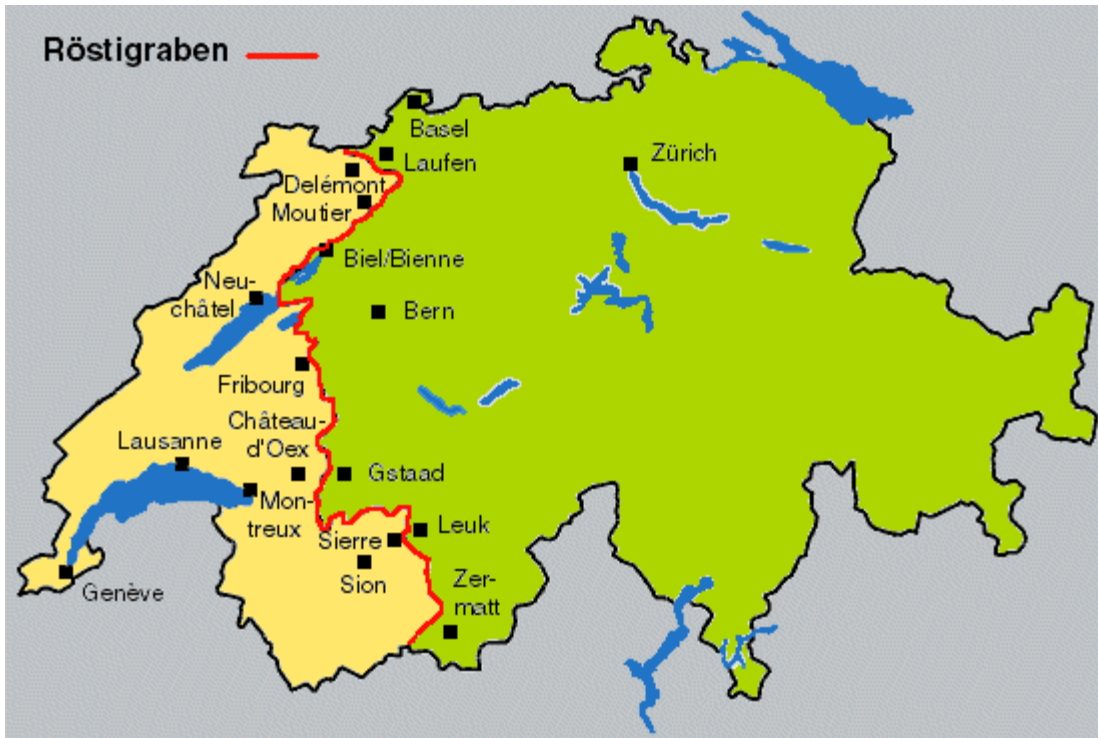 Röstigraben
Basel
Laufen
Zürich
Delémont
Moutier
Biel/Bienne
Neu-
châtel
Bern
Fribourg
Château-
d'Oex
Lausanne
Gstaad
Mon-
treux
Leuk
Sierre
Sion
Genève
Zer-
matt